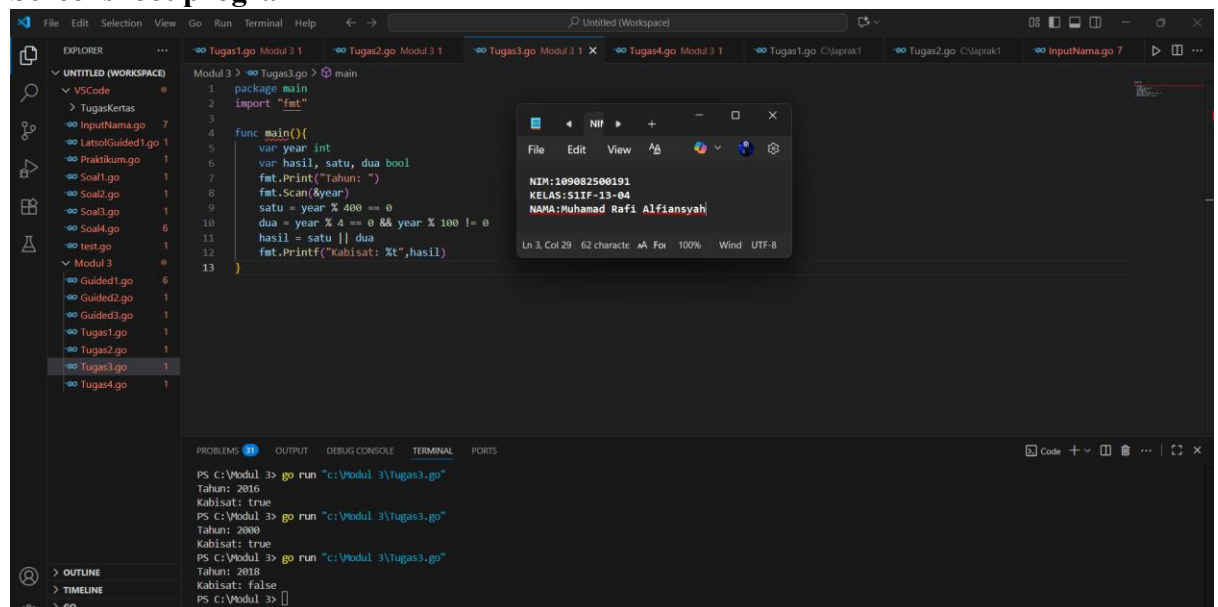 File Edit Selection View Go Run Terminal Help
Untitled (Workspace)
EXPLORER
Tugas1.go Modul 3 1
Tugas2.go Modul 3 1
Tugas3.go Modul 3 1
Tugas4.go Modul 3 1
Tugas1.go C:\laprak1
Tugas2.go C:\laprak1
InputNama.go 7
UNTITLED (WORKSPACE)
VSCode
TugasKertas
InputNama.go 7
LatsolGuided1.go 1
Praktikum.go 1
Soal1.go 1
Soal2.go 1
Soal3.go 1
Soal4.go 6
test.go 1
Modul 3
Guided1.go 6
Guided2.go 1
Guided3.go 1
Tugas1.go 1
Tugas2.go 1
Tugas3.go 1
Tugas4.go 1
OUTLINE
TIMELINE
GO
Modul 3 > Tugas3.go > main
1 package main
2 import "fmt"
3
4 func main(){
5 var year int
6 var hasil, satu, dua bool
7 fmt.Print("Tahun: ")
8 fmt.Scan(&year)
9 satu = year % 400 == 0
10 dua = year % 4 == 0 && year % 100 != 0
11 hasil = satu || dua
12 fmt.Printf("Kabisat: %t",hasil)
13 }
File Edit View
NIM:109082500191
KELAS:S1IF-13-04
NAMA:Muhamad Rafi Alfiansyah
Ln 3, Col 29 62 characte 100% Wind UTF-8
PROBLEMS 31 OUTPUT DEBUG CONSOLE TERMINAL PORTS
Code
PS C:\Modul 3> go run "c:\Modul 3\Tugas3.go"
Tahun: 2016
Kabisat: true
PS C:\Modul 3> go run "c:\Modul 3\Tugas3.go"
Tahun: 2000
Kabisat: true
PS C:\Modul 3> go run "c:\Modul 3\Tugas3.go"
Tahun: 2018
Kabisat: false
PS C:\Modul 3>